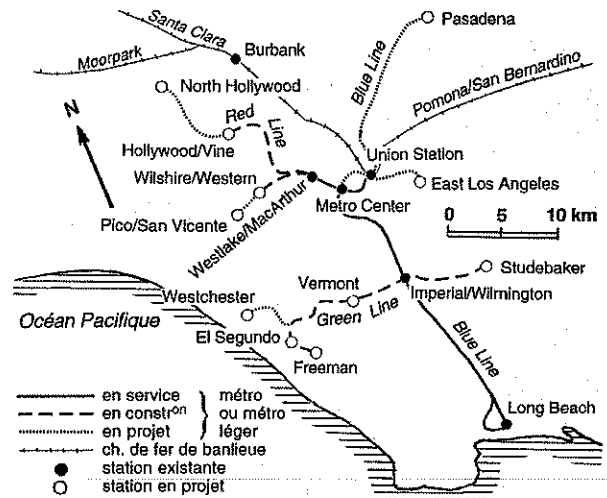 Santa Clara
Pasadena
Moorpark
Burbank
Blue Line
Pomona/San Bernardino
North Hollywood
N
Red Line
Hollywood/Vine
Union Station
Wilshire/Western
East Los Angeles
Metro Center
Pico/San Vicente
Westlake/MacArthur
0 5 10 km
Studebaker
Vermont
Westchester
Imperial/Wilmington
Green Line
Océan Pacifique
El Segundo
Blue Line
Freeman
en service
en constr^on
en projet
métro
ou métro
léger
ch. de fer de banlieue
station existante
station en projet
Long Beach